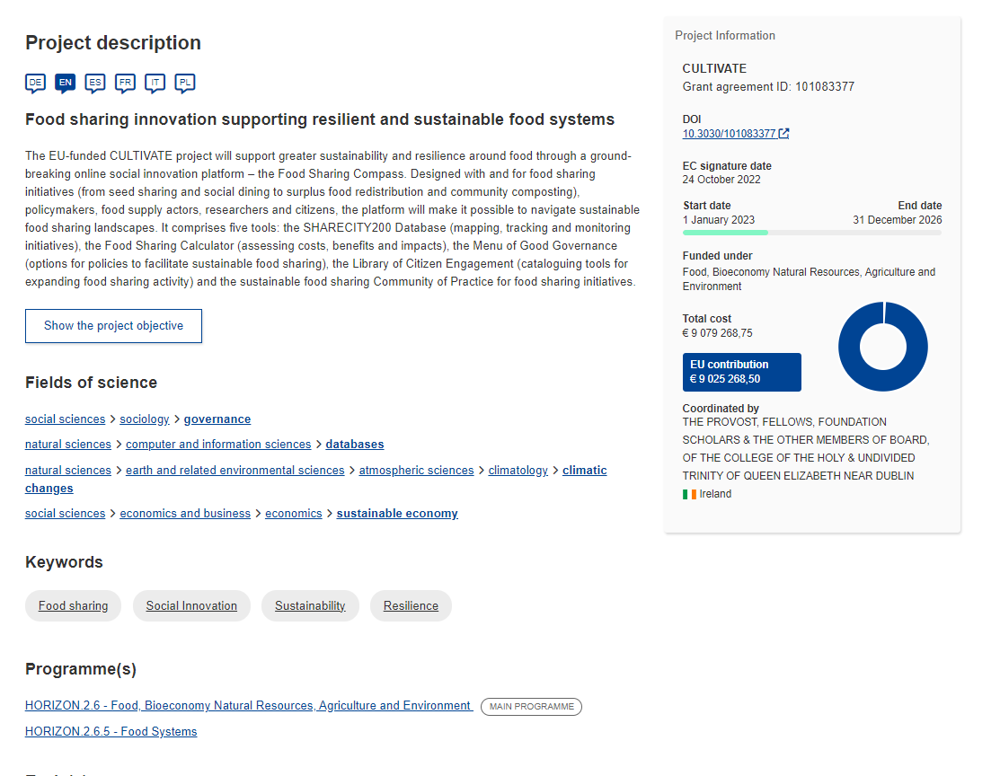 Project description
DE EN ES FR IT PL
Food sharing innovation supporting resilient and sustainable food systems
The EU-funded CULTIVATE project will support greater sustainability and resilience around food through a ground-
breaking online social innovation platform – the Food Sharing Compass. Designed with and for food sharing
initiatives (from seed sharing and social dining to surplus food redistribution and community composting),
policymakers, food supply actors, researchers and citizens, the platform will make it possible to navigate sustainable
food sharing landscapes. It comprises five tools: the SHARECITY200 Database (mapping, tracking and monitoring
initiatives), the Food Sharing Calculator (assessing costs, benefits and impacts), the Menu of Good Governance
(options for policies to facilitate sustainable food sharing), the Library of Citizen Engagement (cataloguing tools for
expanding food sharing activity) and the sustainable food sharing Community of Practice for food sharing initiatives.
Show the project objective
Fields of science
social sciences > sociology > governance
natural sciences > computer and information sciences > databases
natural sciences > earth and related environmental sciences > atmospheric sciences > climatology > climatic
changes
social sciences > economics and business > economics > sustainable economy
Keywords
Food sharing Social Innovation Sustainability Resilience
Programme(s)
HORIZON.2.6 - Food, Bioeconomy Natural Resources, Agriculture and Environment MAIN PROGRAMME
HORIZON.2.6.5 - Food Systems
Project Information
CULTIVATE
Grant agreement ID: 101083377
DOI
10.3030/101083377
EC signature date
24 October 2022
Start date End date
1 January 2023 31 December 2026
Funded under
Food, Bioeconomy Natural Resources, Agriculture and
Environment
Total cost
€ 9 079 268,75
EU contribution
€ 9 025 268,50
Coordinated by
THE PROVOST, FELLOWS, FOUNDATION
SCHOLARS & THE OTHER MEMBERS OF BOARD,
OF THE COLLEGE OF THE HOLY & UNDIVIDED
TRINITY OF QUEEN ELIZABETH NEAR DUBLIN
Ireland